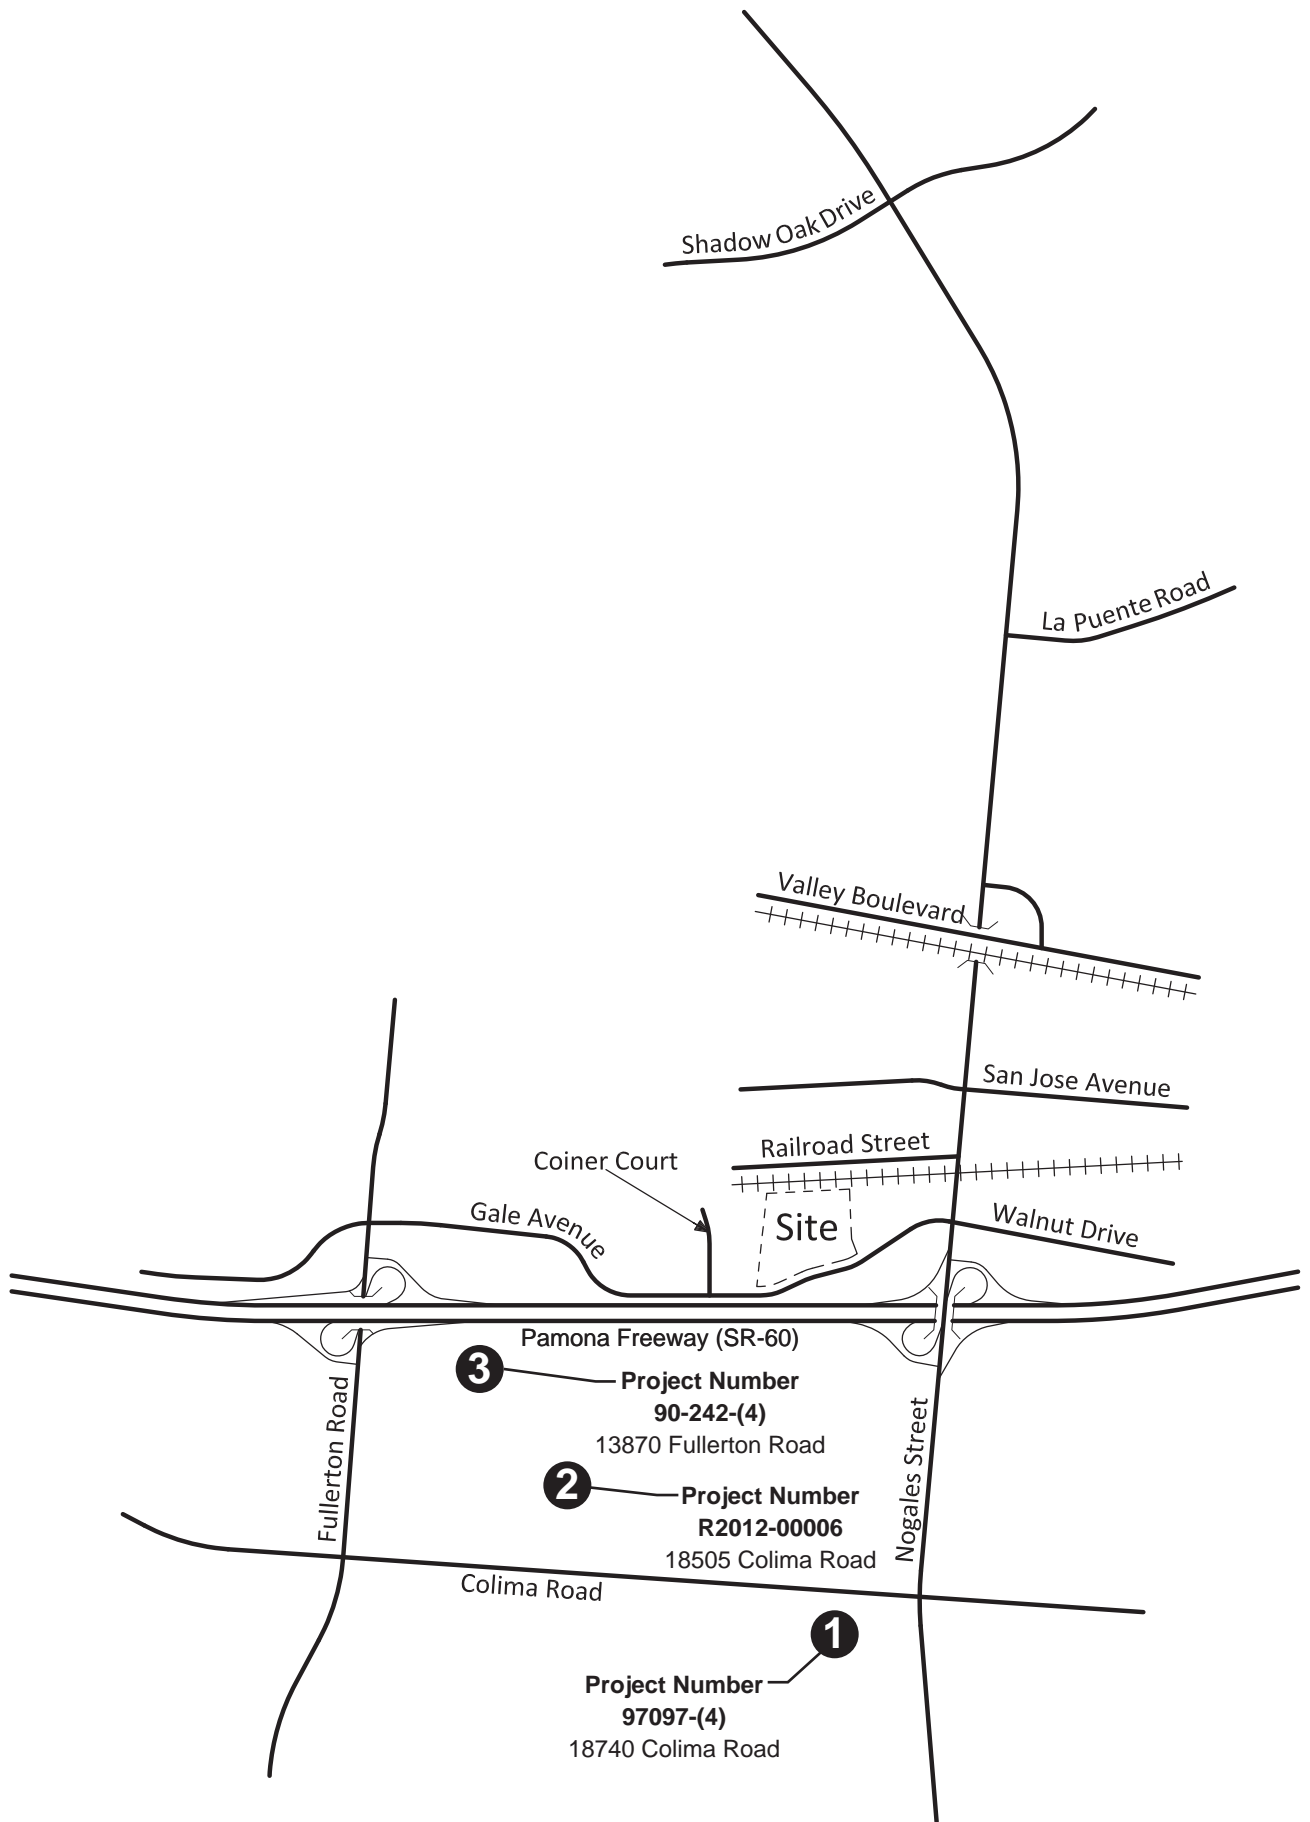 Shadow Oak Drive
La Puente Road
Valley Boulevard
San Jose Avenue
Railroad Street
Coiner Court
Gale Avenue
Site
Walnut Drive
Pamona Freeway (SR-60)
3
Project Number
90-242-(4)
13870 Fullerton Road
Fullerton Road
Nogales Street
2
Project Number
R2012-00006
18505 Colima Road
Colima Road
1
Project Number
97097-(4)
18740 Colima Road